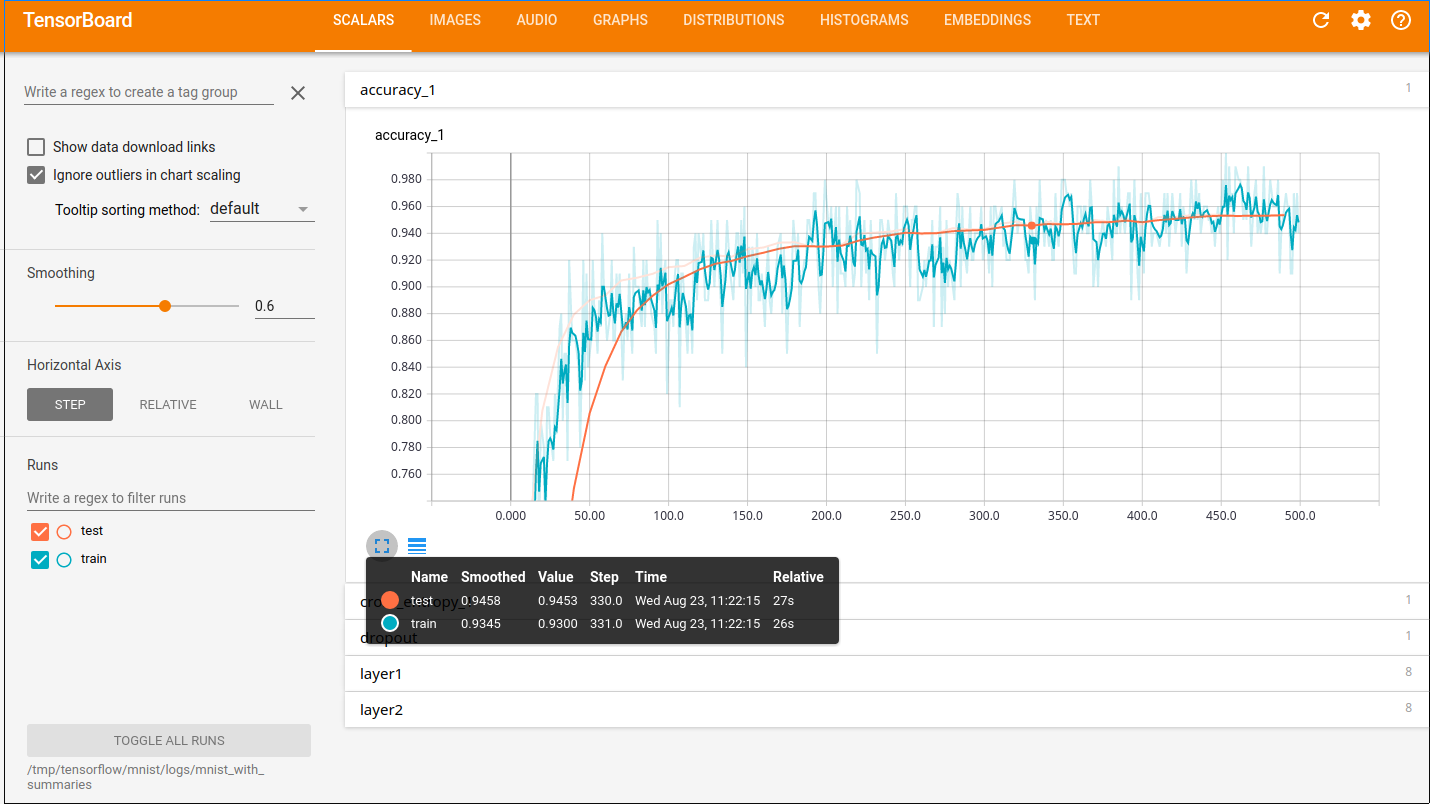 TensorBoard SCALARS IMAGES AUDIO GRAPHS DISTRIBUTIONS HISTOGRAMS EMBEDDINGS TEXT
Write a regex to create a tag group
Show data download links
Ignore outliers in chart scaling
Tooltip sorting method: default
Smoothing
0.6
Horizontal Axis
STEP RELATIVE WALL
Runs
Write a regex to filter runs
test
train
TOGGLE ALL RUNS
/tmp/tensorflow/mnist/logs/mnist_with_
summaries
accuracy_1 1
accuracy_1
0.980
0.960
0.940
0.920
0.900
0.880
0.860
0.840
0.820
0.800
0.780
0.760
0.000 50.00 100.0 150.0 200.0 250.0 300.0 350.0 400.0 450.0 500.0
Name Smoothed Value Step Time Relative
test 0.9458 0.9453 330.0 Wed Aug 23, 11:22:15 27s
train 0.9345 0.9300 331.0 Wed Aug 23, 11:22:15 26s
1
dropout 1
layer1 8
layer2 8